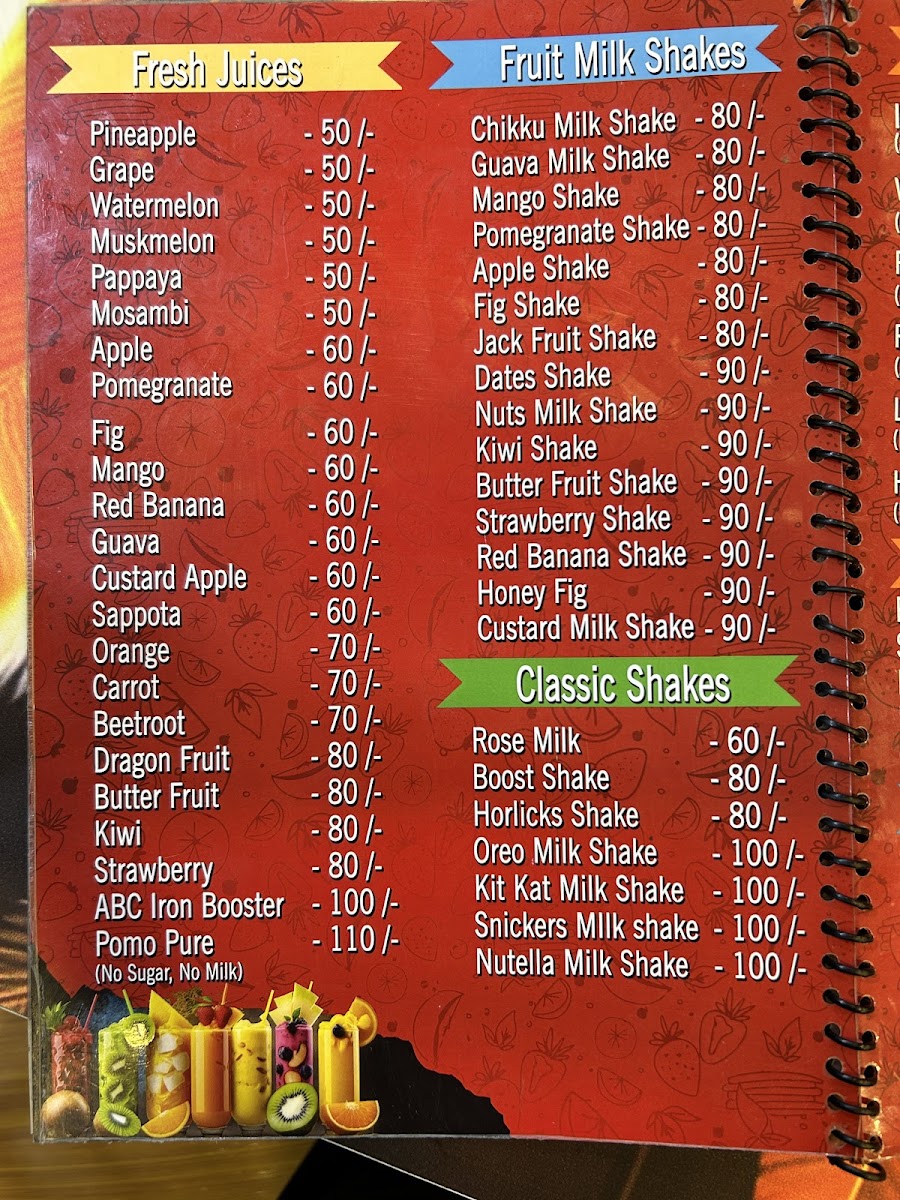 Fresh Juices
Pineapple - 50 /-
Grape - 50 /-
Watermelon - 50 /-
Muskmelon - 50 /-
Pappaya - 50 /-
Mosambi - 50 /-
Apple - 60 /-
Pomegranate - 60 /-
Fig - 60 /-
Mango - 60 /-
Red Banana - 60 /-
Guava - 60 /-
Custard Apple - 60 /-
Sappota - 60 /-
Orange - 70 /-
Carrot - 70 /-
Beetroot - 70 /-
Dragon Fruit - 80 /-
Butter Fruit - 80 /-
Kiwi - 80 /-
Strawberry - 80 /-
ABC Iron Booster - 100 /-
Pomo Pure - 110 /-
(No Sugar, No Milk)
Fruit Milk Shakes
Chikku Milk Shake - 80 /-
Guava Milk Shake - 80 /-
Mango Shake - 80 /-
Pomegranate Shake - 80 /-
Apple Shake - 80 /-
Fig Shake - 80 /-
Jack Fruit Shake - 80 /-
Dates Shake - 90 /-
Nuts Milk Shake - 90 /-
Kiwi Shake - 90 /-
Butter Fruit Shake - 90 /-
Strawberry Shake - 90 /-
Red Banana Shake - 90 /-
Honey Fig - 90 /-
Custard Milk Shake - 90 /-
Classic Shakes
Rose Milk - 60 /-
Boost Shake - 80 /-
Horlicks Shake - 80 /-
Oreo Milk Shake - 100 /-
Kit Kat Milk Shake - 100 /-
Snickers MIlk shake - 100 /-
Nutella Milk Shake - 100 /-